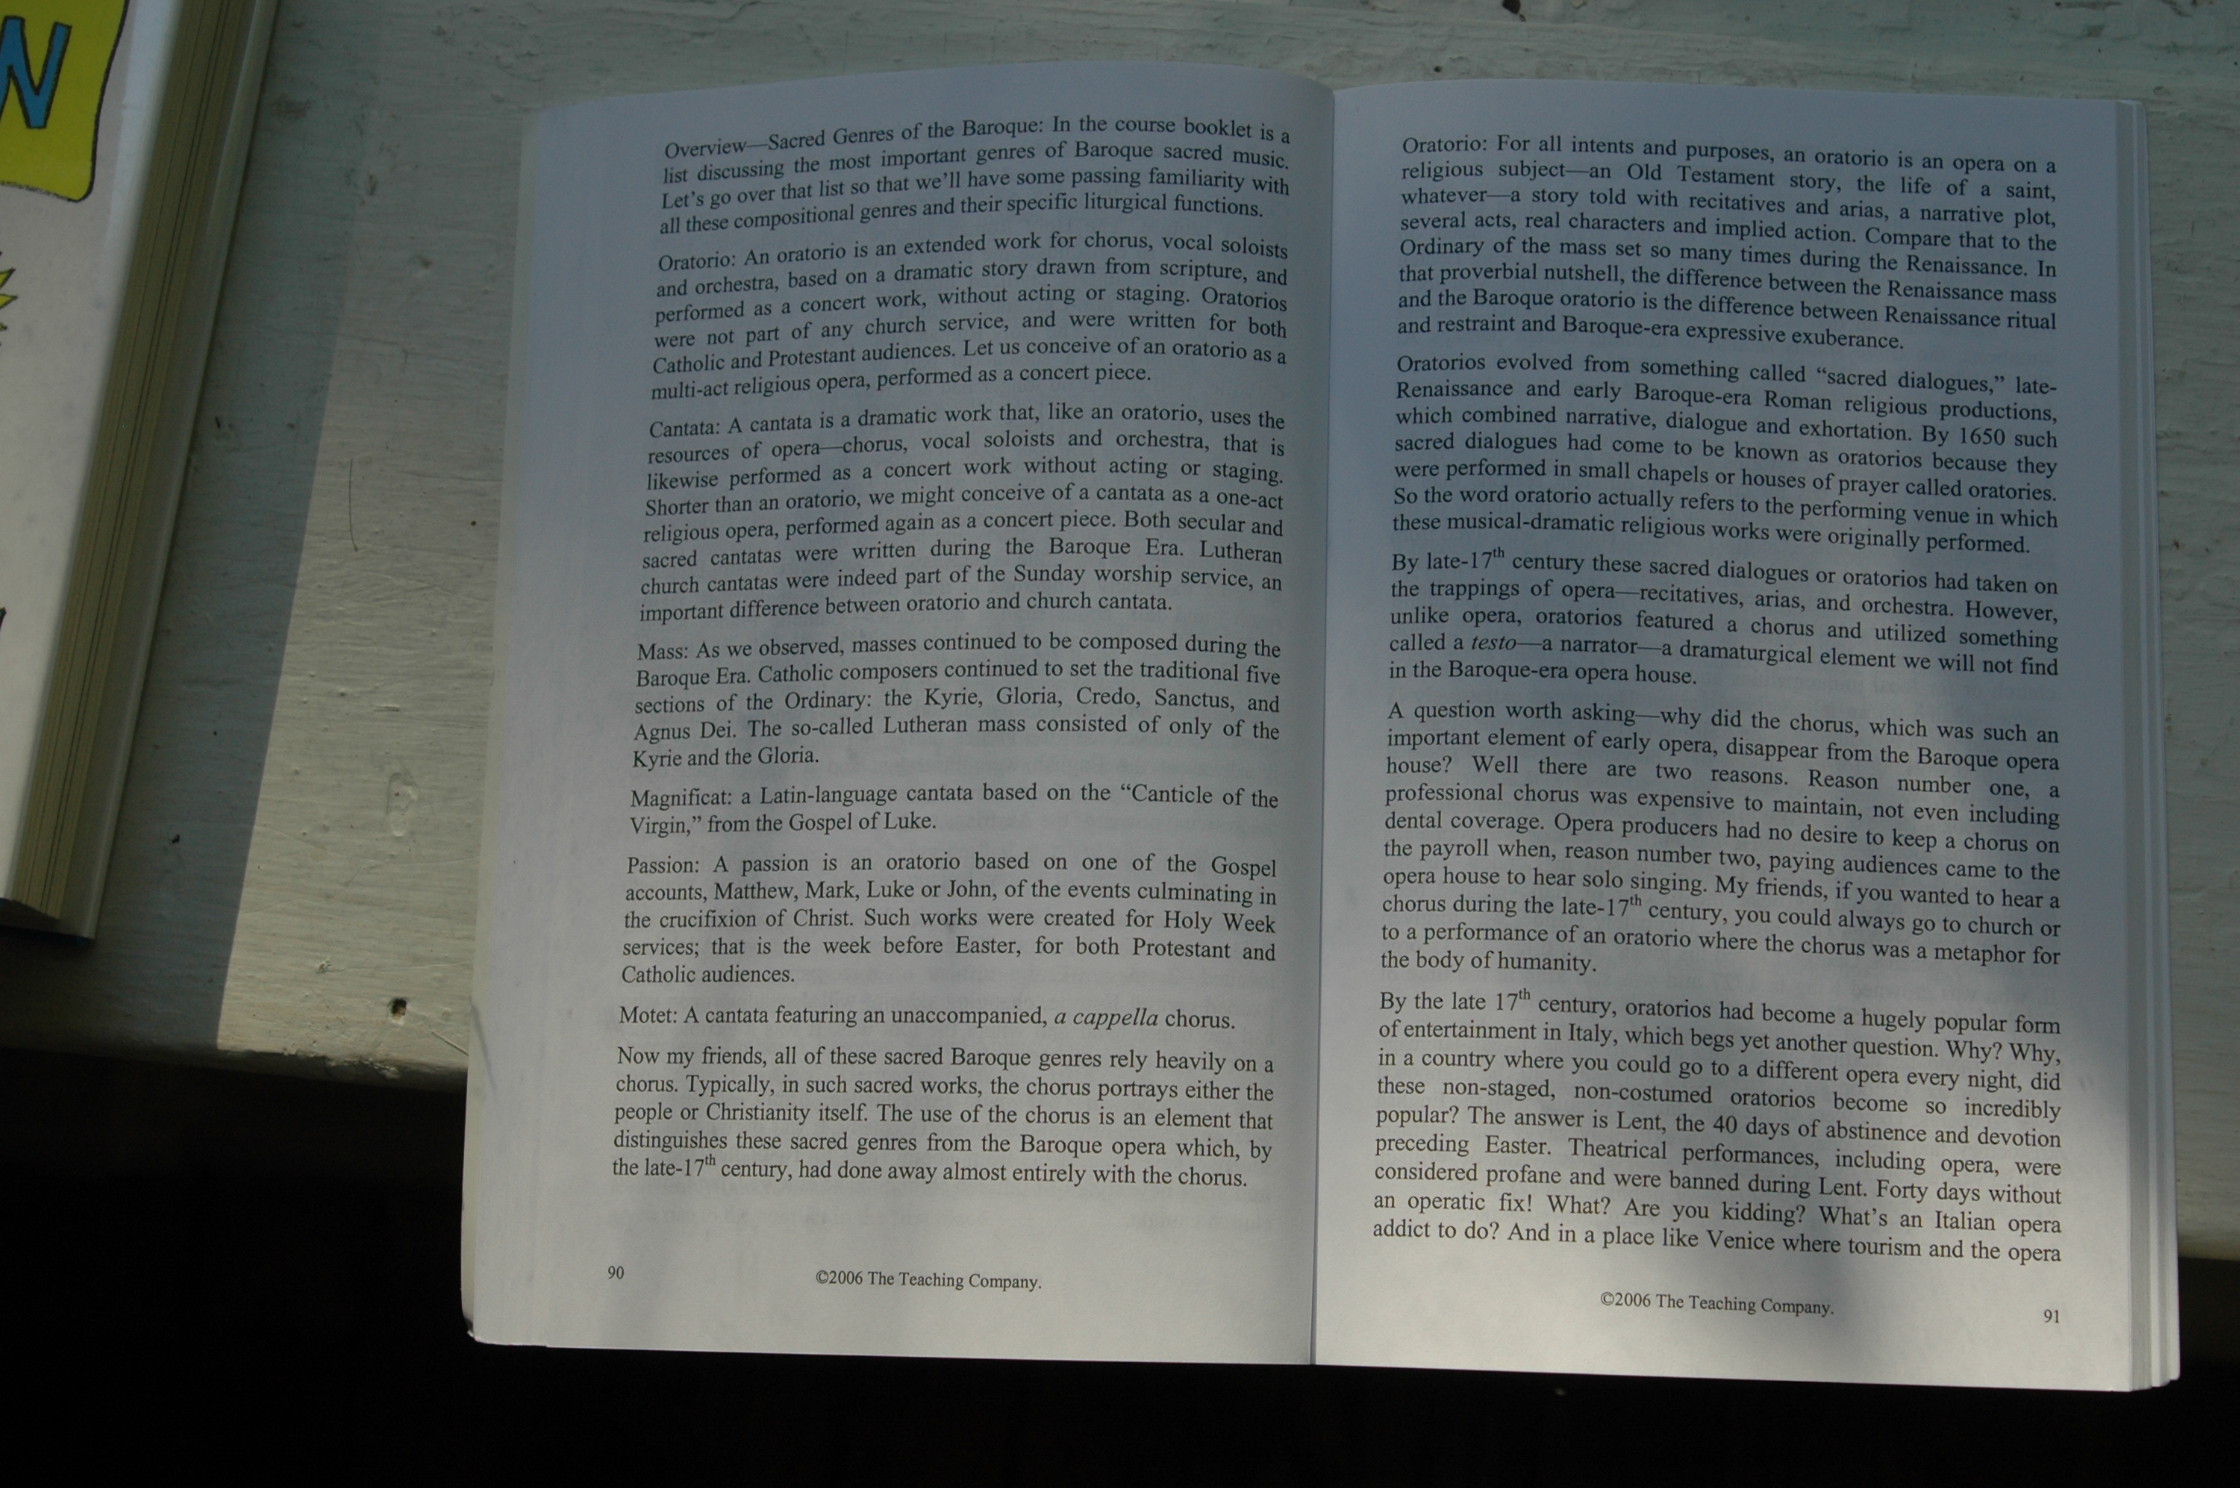 N
Overview—Sacred Genres of the Baroque: In the course booklet is a
list discussing the most important genres of Baroque sacred music.
Let's go over that list so that we'll have some passing familiarity with
all these compositional genres and their specific liturgical functions.
Oratorio: An oratorio is an extended work for chorus, vocal soloists
and orchestra, based on a dramatic story drawn from scripture, and
performed as a concert work, without acting or staging. Oratorios
were not part of any church service, and were written for both
Catholic and Protestant audiences. Let us conceive of an oratorio as a
multi-act religious opera, performed as a concert piece.
Cantata: A cantata is a dramatic work that, like an oratorio, uses the
resources of opera—chorus, vocal soloists and orchestra, that is
likewise performed as a concert work without acting or staging.
Shorter than an oratorio, we might conceive of a cantata as a one-act
religious opera, performed again as a concert piece. Both secular and
sacred cantatas were written during the Baroque Era. Lutheran
church cantatas were indeed part of the Sunday worship service, an
important difference between oratorio and church cantata.
Mass: As we observed, masses continued to be composed during the
Baroque Era. Catholic composers continued to set the traditional five
sections of the Ordinary: the Kyrie, Gloria, Credo, Sanctus, and
Agnus Dei. The so-called Lutheran mass consisted of only of the
Kyrie and the Gloria.
Magnificat: a Latin-language cantata based on the “Canticle of the
Virgin,” from the Gospel of Luke.
Passion: A passion is an oratorio based on one of the Gospel
accounts, Matthew, Mark, Luke or John, of the events culminating in
the crucifixion of Christ. Such works were created for Holy Week
services; that is the week before Easter, for both Protestant and
Catholic audiences.
Motet: A cantata featuring an unaccompanied, a cappella chorus.
Now my friends, all of these sacred Baroque genres rely heavily on a
chorus. Typically, in such sacred works, the chorus portrays either the
people or Christianity itself. The use of the chorus is an element that
distinguishes these sacred genres from the Baroque opera which, by
the late-17th century, had done away almost entirely with the chorus.
90
©2006 The Teaching Company.
Oratorio: For all intents and purposes, an oratorio is an opera on a
religious subject—an Old Testament story, the life of a saint,
whatever—a story told with recitatives and arias, a narrative plot,
several acts, real characters and implied action. Compare that to the
Ordinary of the mass set so many times during the Renaissance. In
that proverbial nutshell, the difference between the Renaissance mass
and the Baroque oratorio is the difference between Renaissance ritual
and restraint and Baroque-era expressive exuberance.
Oratorios evolved from something called “sacred dialogues,” late-
Renaissance and early Baroque-era Roman religious productions,
which combined narrative, dialogue and exhortation. By 1650 such
sacred dialogues had come to be known as oratorios because they
were performed in small chapels or houses of prayer called oratories.
So the word oratorio actually refers to the performing venue in which
these musical-dramatic religious works were originally performed.
By late-17th century these sacred dialogues or oratorios had taken on
the trappings of opera—recitatives, arias, and orchestra. However,
unlike opera, oratorios featured a chorus and utilized something
called a testo—a narrator—a dramaturgical element we will not find
in the Baroque-era opera house.
A question worth asking—why did the chorus, which was such an
important element of early opera, disappear from the Baroque opera
house? Well there are two reasons. Reason number one, a
professional chorus was expensive to maintain, not even including
dental coverage. Opera producers had no desire to keep a chorus on
the payroll when, reason number two, paying audiences came to the
opera house to hear solo singing. My friends, if you wanted to hear a
chorus during the late-17th century, you could always go to church or
to a performance of an oratorio where the chorus was a metaphor for
the body of humanity.
By the late 17th century, oratorios had become a hugely popular form
of entertainment in Italy, which begs yet another question. Why? Why,
in a country where you could go to a different opera every night, did
these non-staged, non-costumed oratorios become so incredibly
popular? The answer is Lent, the 40 days of abstinence and devotion
preceding Easter. Theatrical performances, including opera, were
considered profane and were banned during Lent. Forty days without
an operatic fix! What? Are you kidding? What's an Italian opera
addict to do? And in a place like Venice where tourism and the opera
©2006 The Teaching Company.
91